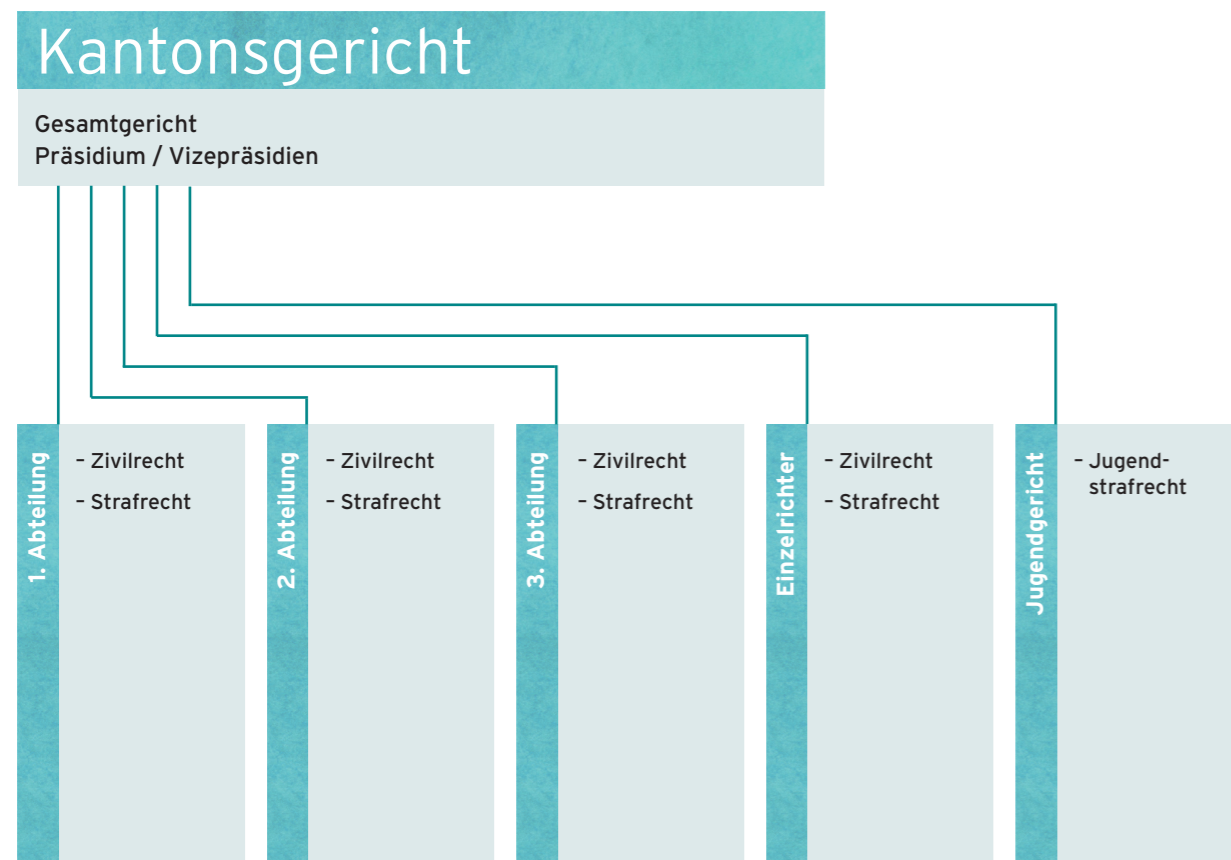 Kantonsgericht
Gesamtgericht
Präsidium / Vizepräsidien
1. Abteilung
– Zivilrecht
– Strafrecht
2. Abteilung
– Zivilrecht
– Strafrecht
3. Abteilung
– Zivilrecht
– Strafrecht
Einzelrichter
– Zivilrecht
– Strafrecht
Jugendgericht
– Jugend-
strafrecht